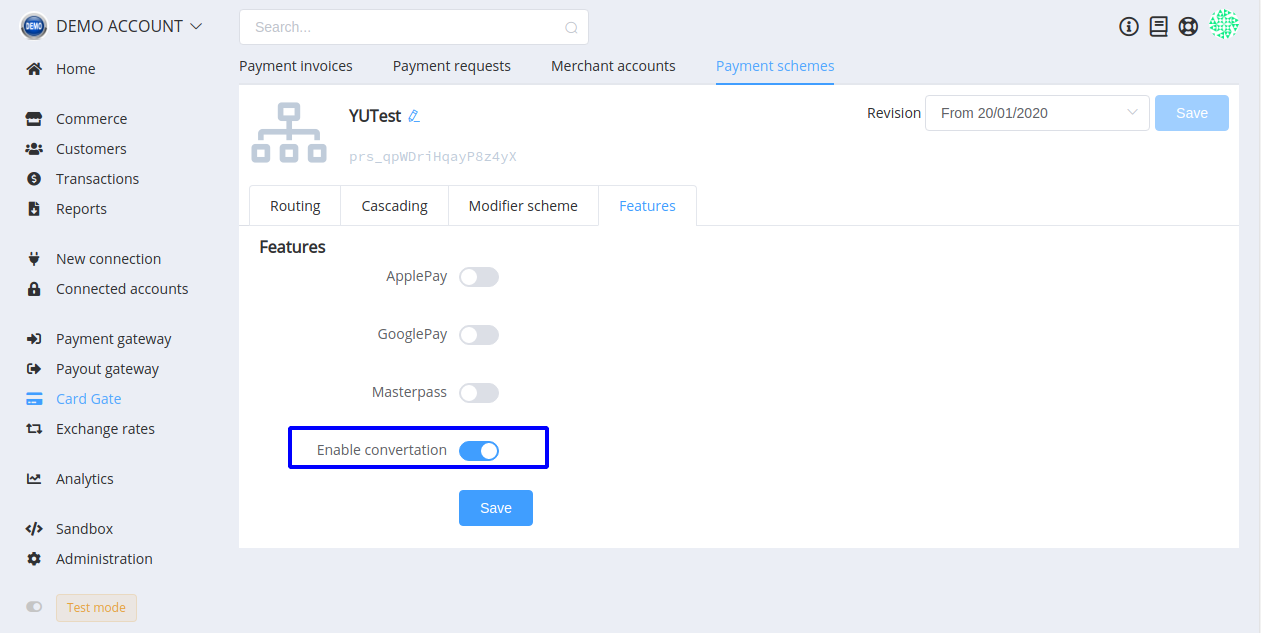 DEMO
DEMO ACCOUNT
Search...
Home
Commerce
Customers
Transactions
Reports
New connection
Connected accounts
Payment gateway
Payout gateway
Card Gate
Exchange rates
Analytics
Sandbox
Administration
Test mode
Payment invoices
Payment requests
Merchant accounts
Payment schemes
YUTest
prs_qpWDriHqayP8z4yX
Revision
From 20/01/2020
Save
Routing
Cascading
Modifier scheme
Features
Features
ApplePay
GooglePay
Masterpass
Enable convertation
Save